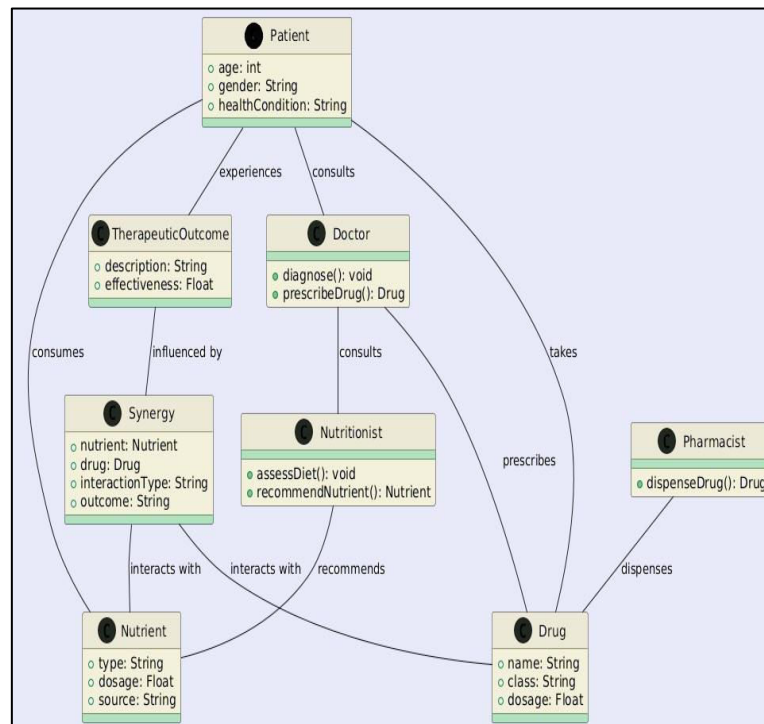 Patient
age: int
gender: String
healthCondition: String
experiences
consults
C TherapeuticOutcome
description: String
effectiveness: Float
C Doctor
diagnose(): void
prescribeDrug(): Drug
consumes
influenced by
consults
takes
C Synergy
nutrient: Nutrient
drug: Drug
interactionType: String
outcome: String
C Nutritionist
assessDiet(): void
recommendNutrient(): Nutrient
prescribes
C Pharmacist
dispenseDrug(): Drug
interacts with
interacts with
recommends
dispenses
C Nutrient
type: String
dosage: Float
source: String
C Drug
name: String
class: String
dosage: Float